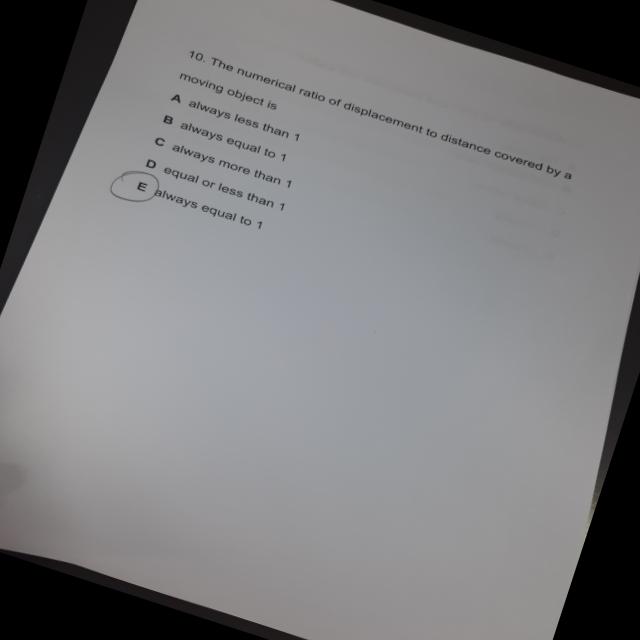 10. The numerical ratio of displacement to distance covered by a
moving object is
A always less than 1
B always equal to 1
C always more than 1
D equal or less than 1
E always equal to 1